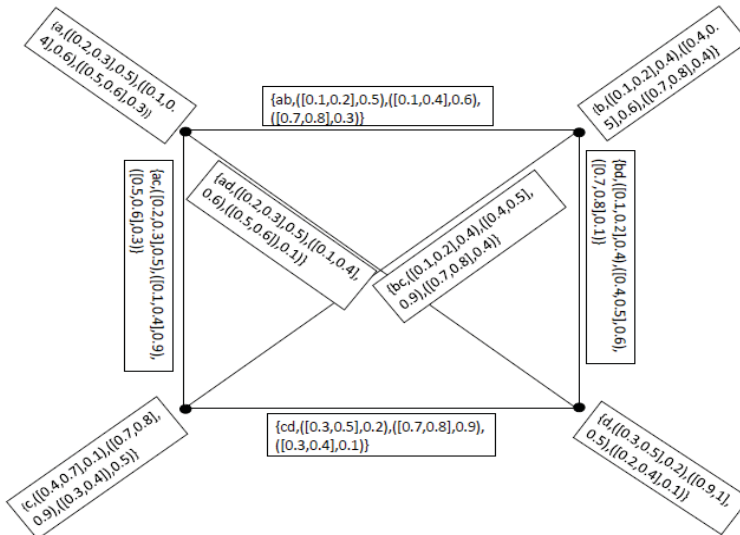 {a,([0.2,0.3],0.5),([0.1,0.
4],0.6),([0.5,0.6],0.3)}
{b,([0.1,0.2],0.4),([0.4,0.
5],0.6),([0.7,0.8],0.4)}
{ab,([0.1,0.2],0.5),([0.1,0.4],0.6),
([0.7,0.8],0.3)}
{ac,([0.2,0.3],0.5),([0.1,0.4],0.9),
([0.5,0.6],0.3)}
{ad,([0.2,0.3],0.5),([0.1,0.4],
0.6),([0.5,0.6]),0.1)}
{bc,([0.1,0.2],0.4),([0.4,0.5],
0.9),([0.7,0.8],0.4)}
{bd,([0.1,0.2],0.4),([0.4,0.5],0.6),
([0.7,0.8],0.1)}
{c,([0.4,0.7],0.1),([0.7,0.8],
0.9),([0.3,0.4]),0.5)}
{cd,([0.3,0.5],0.2),([0.7,0.8],0.9),
([0.3,0.4],0.1)}
{d,([0.3,0.5],0.2),([0.9,1],
0.5),([0.2,0.4],0.1)}